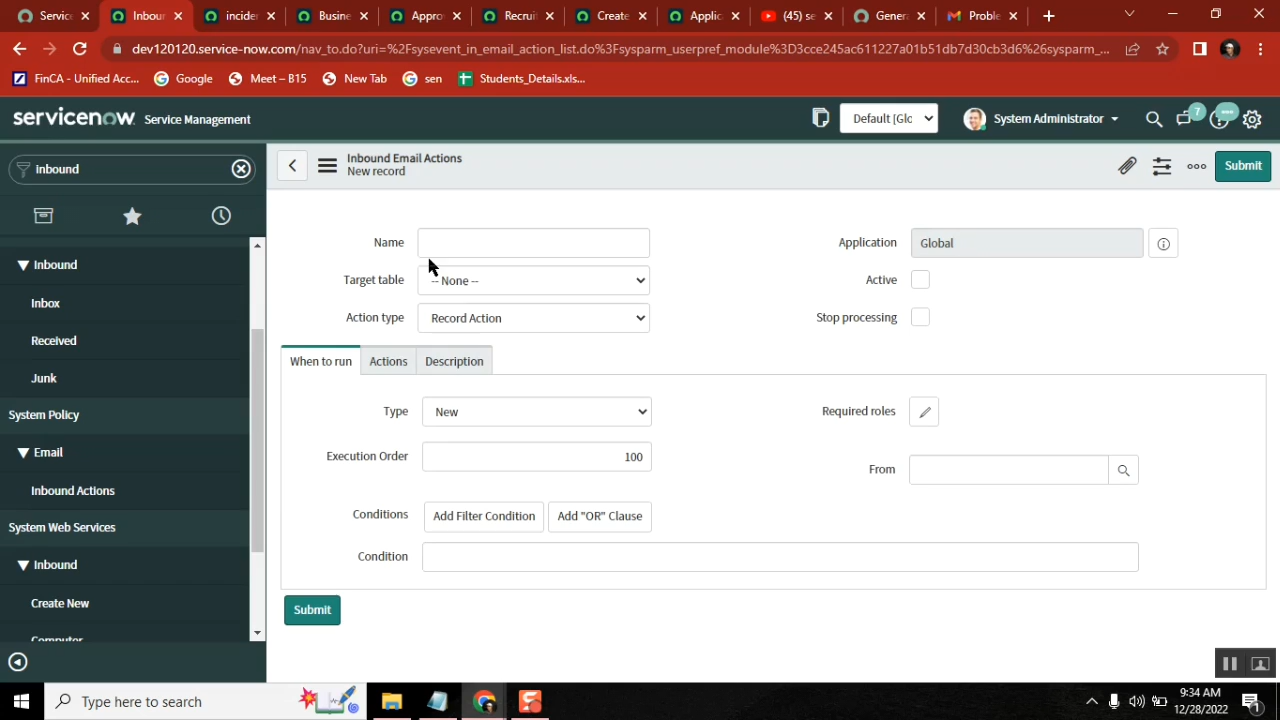 Servic
Inbour
incider
Busine
Appro
Recrui
Create
Applic
(45) se
Gener
Proble
dev120120.service-now.com/nav_to.do?uri=%2Fsysevent_in_email_action_list.do%3Fsysparm_userpref_module%3D3cce245ac611227a01b51db7d30cb3d6%26sysparm_...
FinCA - Unified Acc...
Google
Meet – B15
New Tab
sen
Students_Details.xls...
servicenow Service Management
Default [Glo
System Administrator
7
inbound
Inbound Email Actions
New record
Submit
Inbound
Inbox
Received
Junk
System Policy
Email
Inbound Actions
System Web Services
Inbound
Create New
Computer
Name
Application Global
Target table -- None --
Active
Action type Record Action
Stop processing
When to run Actions Description
Type New
Required roles
Execution Order 100
From
Conditions Add Filter Condition Add "OR" Clause
Condition
Submit
Type here to search
9:34 AM
12/28/2022
1